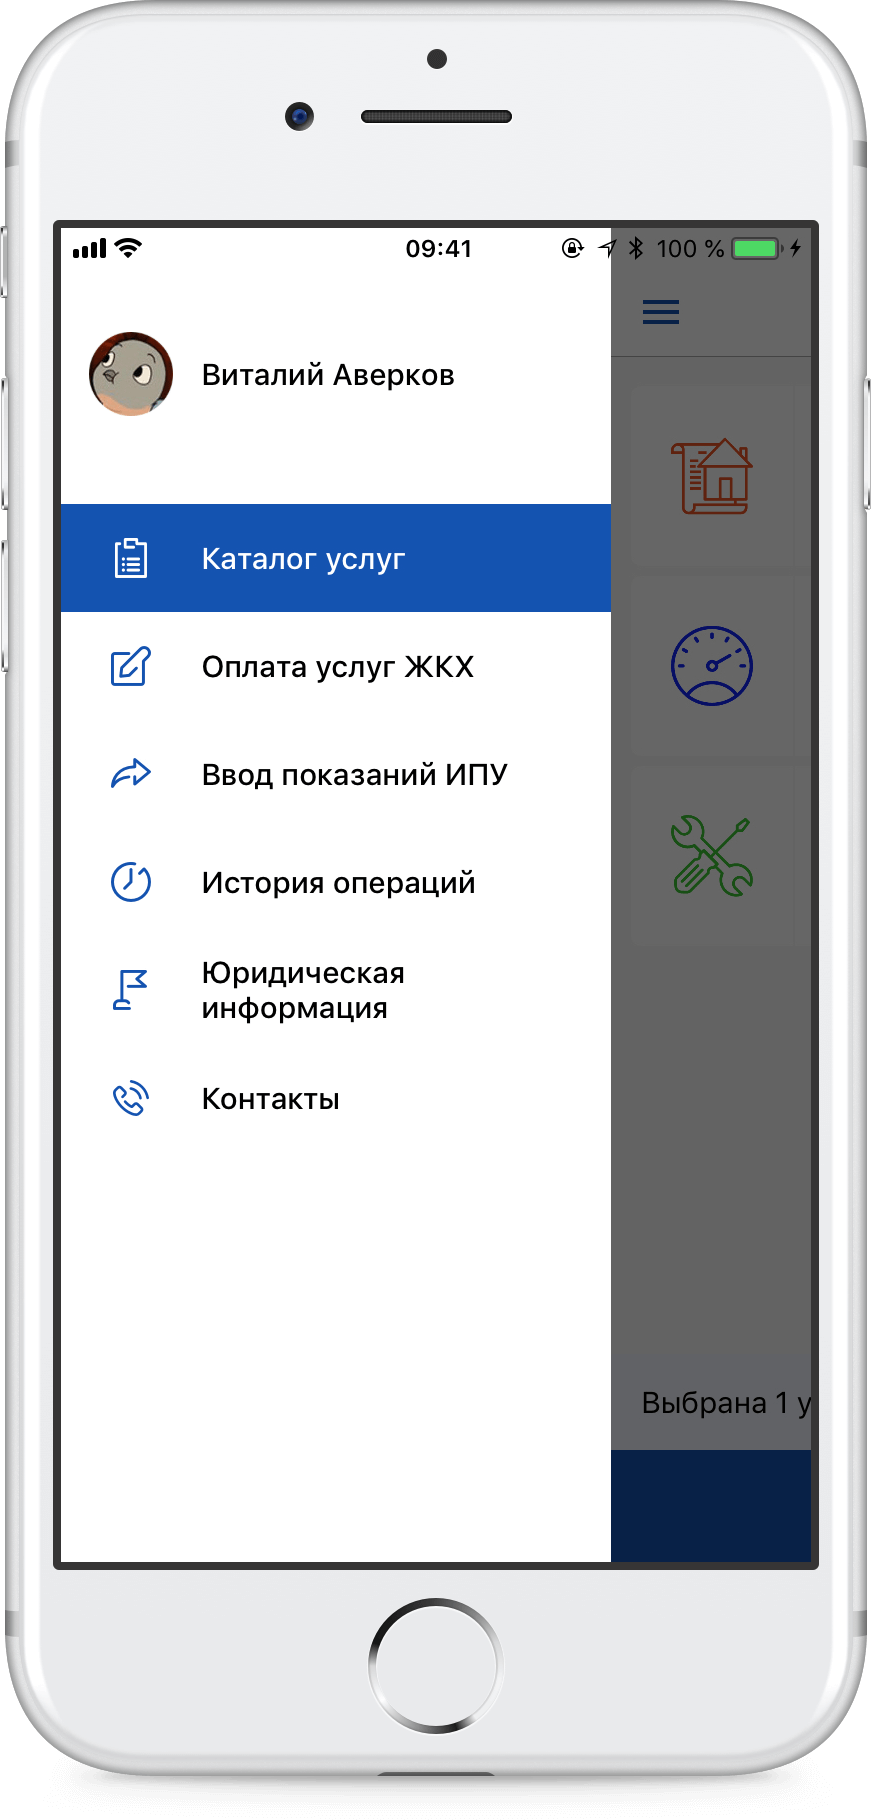 09:41
100 %
Виталий Аверков
Каталог услуг
Оплата услуг ЖКХ
Ввод показаний ИПУ
История операций
Юридическая
информация
Контакты
Выбрана 1 у